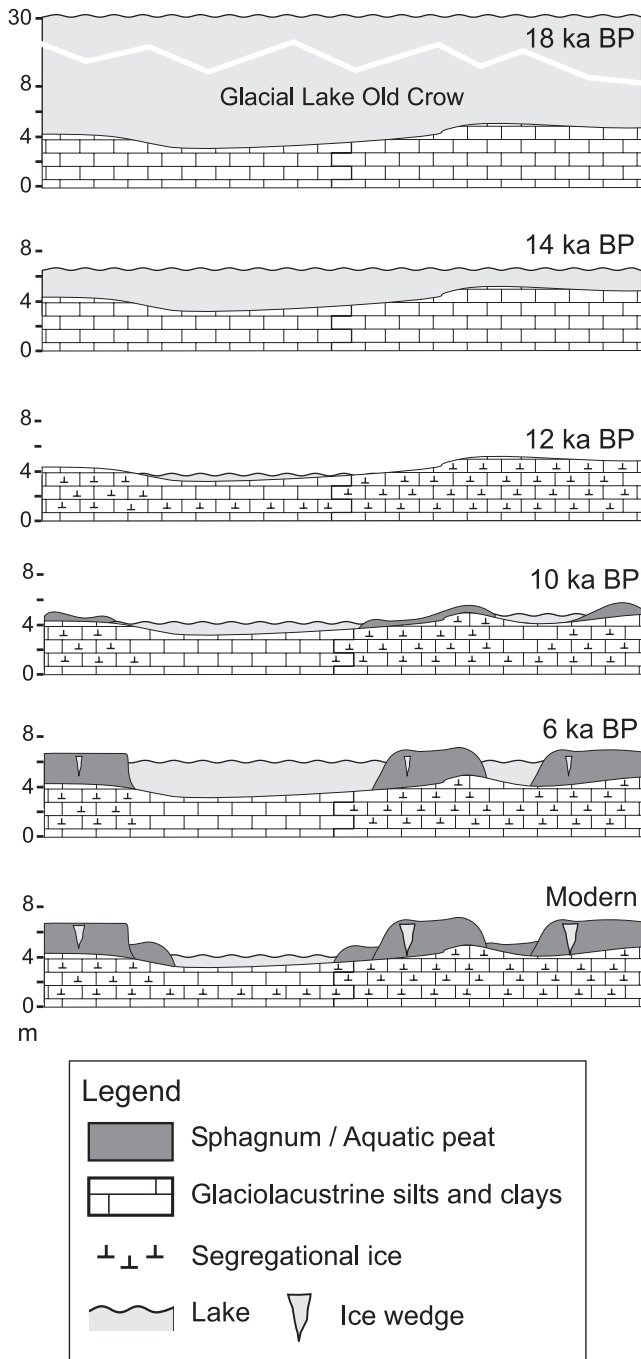 30
18 ka BP
8
Glacial Lake Old Crow
4
0
14 ka BP
8
4
0
12 ka BP
8
4
0
10 ka BP
8
4
0
6 ka BP
8
4
0
Modern
8
4
0
m
Legend
Sphagnum / Aquatic peat
Glaciolacustrine silts and clays
Segregational ice
Lake Ice wedge